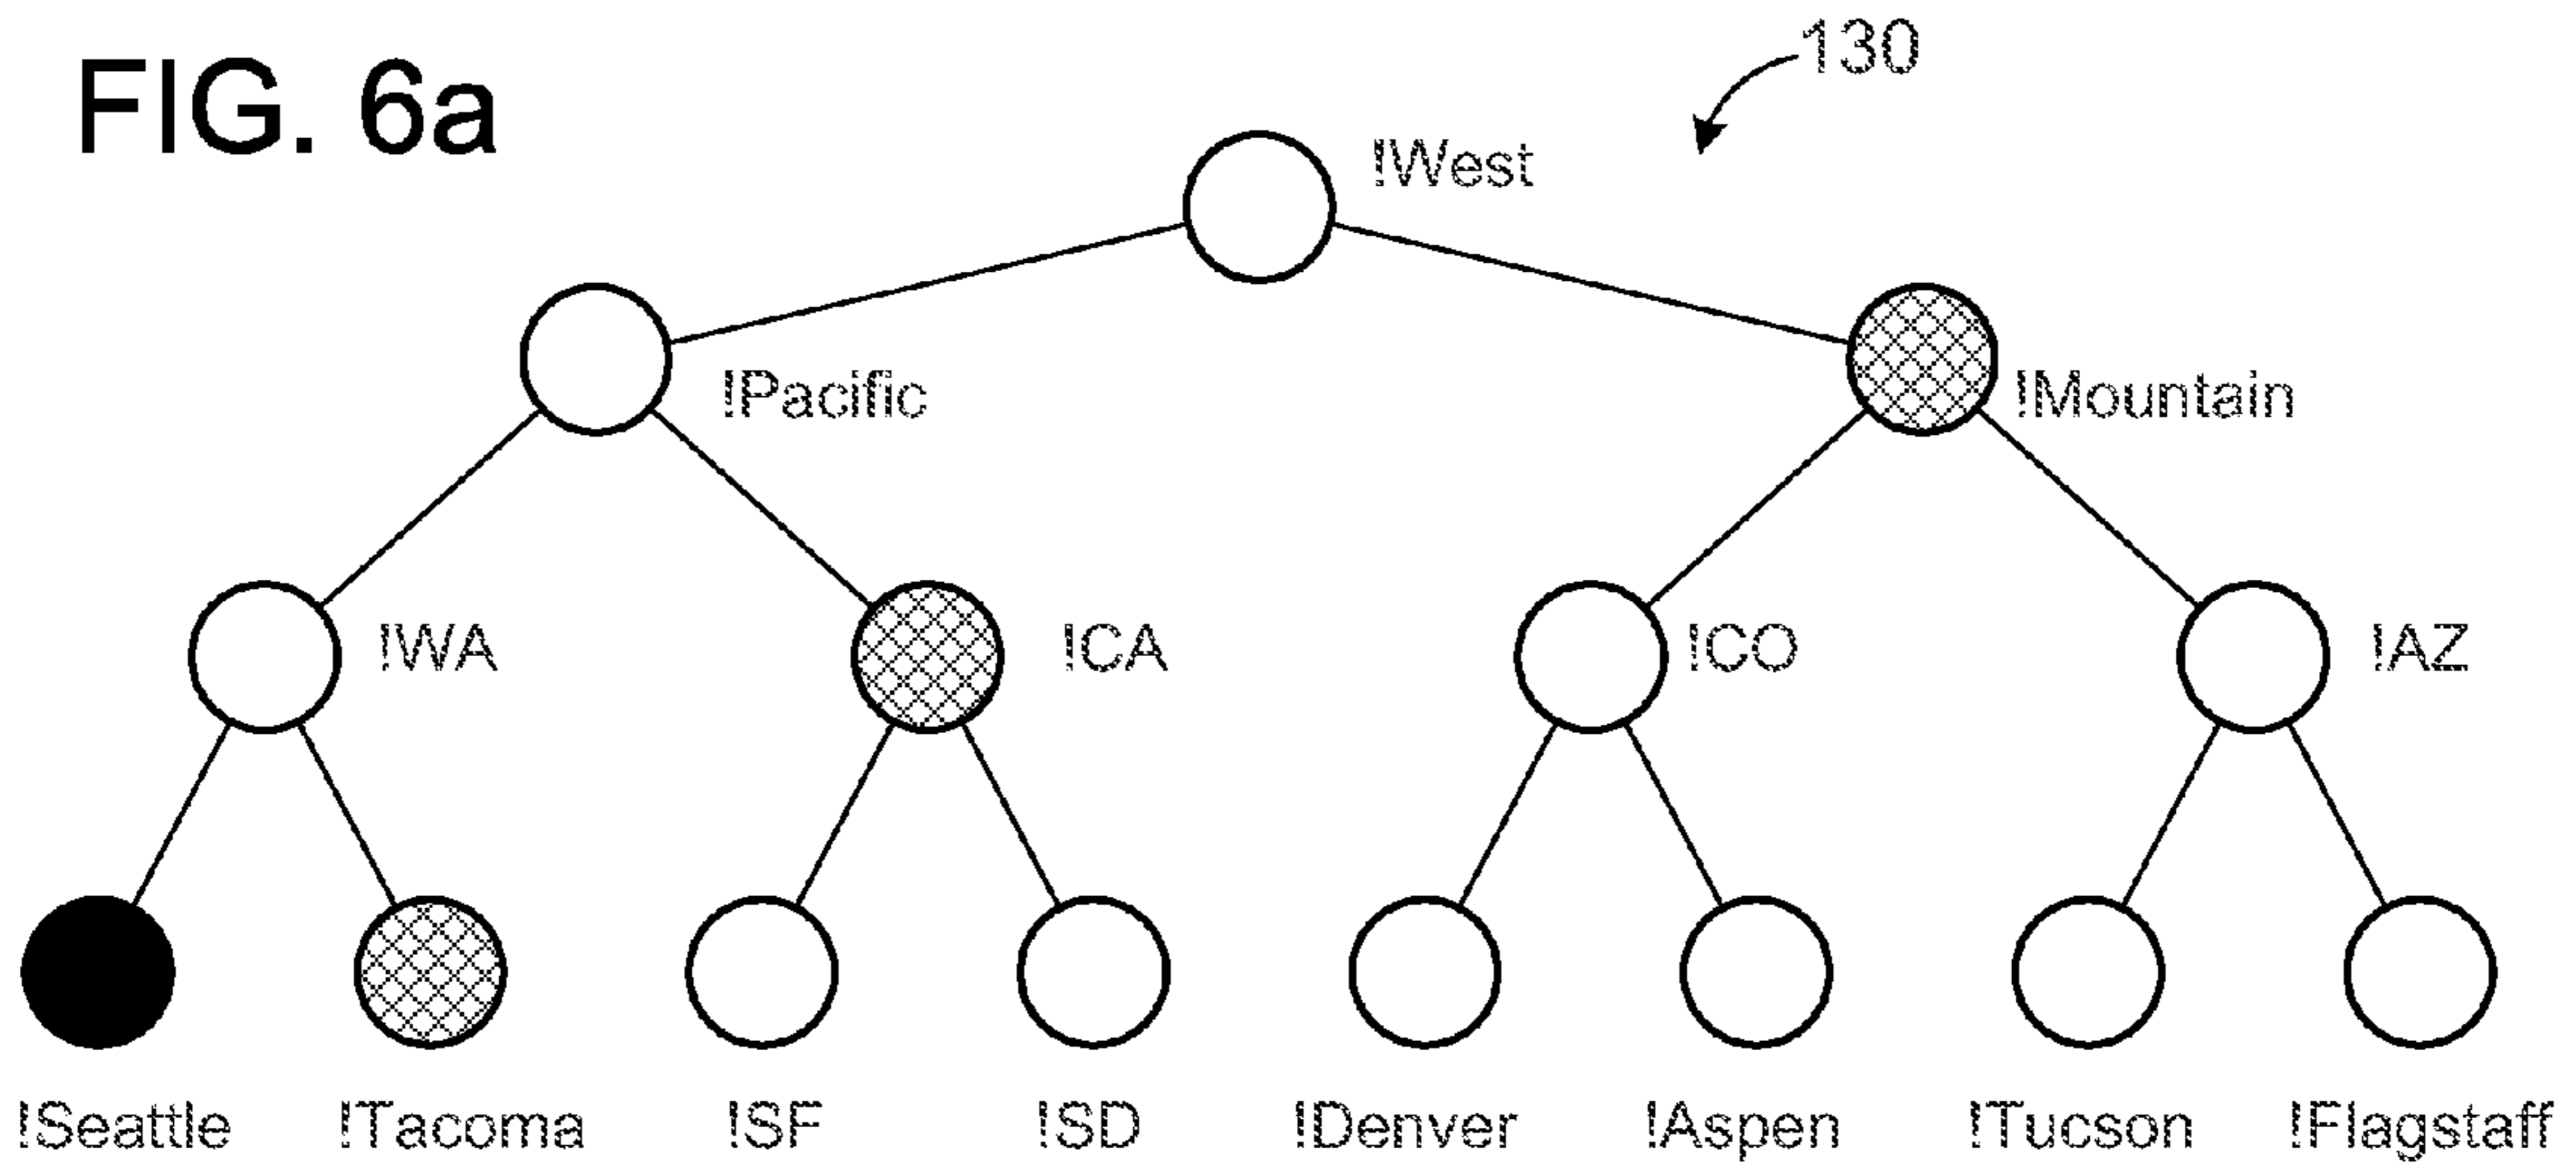 FIG. 6a
130
!West
!Pacific
!Mountain
!WA
!CA
!CO
!AZ
!Seattle
!Tacoma
!SF
!SD
!Denver
!Aspen
!Tucson
!Flagstaff